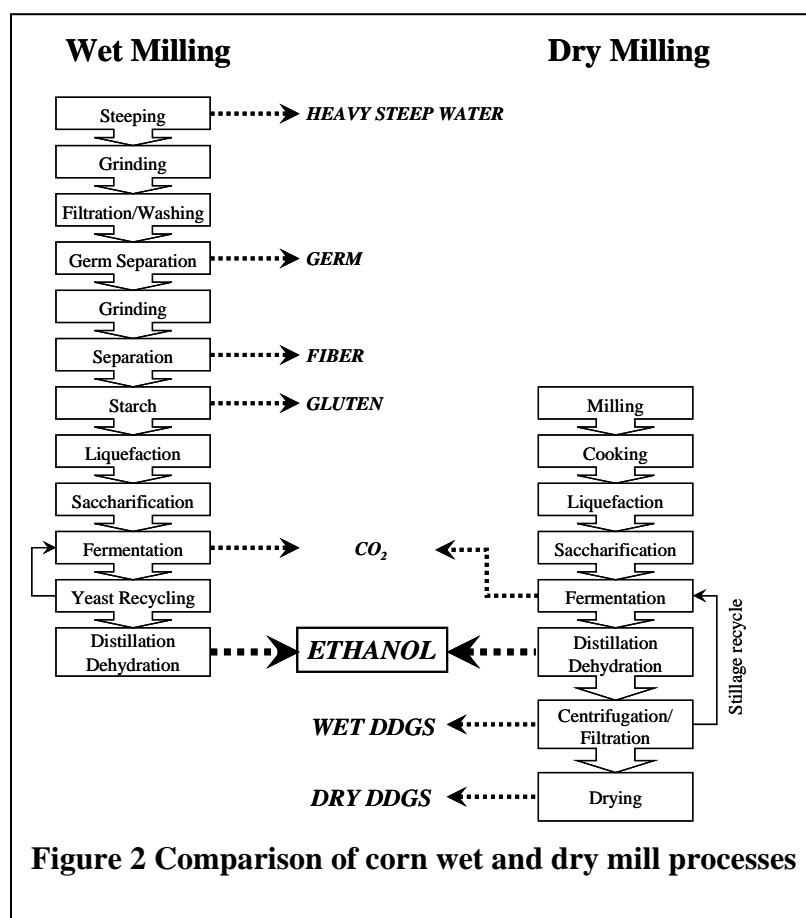 Wet Milling
Dry Milling
Steeping
HEAVY STEEP WATER
Grinding
Filtration/Washing
Germ Separation
GERM
Grinding
Separation
FIBER
Starch
GLUTEN
Liquefaction
Saccharification
Fermentation
CO₂
Yeast Recycling
Distillation
Dehydration
ETHANOL
Milling
Cooking
Liquefaction
Saccharification
Fermentation
Distillation
Dehydration
Stillage recycle
Centrifugation/
Filtration
WET DDGS
Drying
DRY DDGS
Figure 2 Comparison of corn wet and dry mill processes